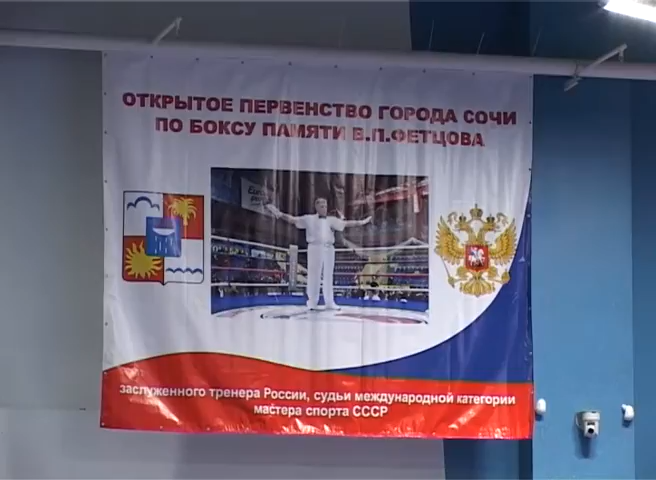 ОТКРЫТОЕ ПЕРВЕНСТВО ГОРОДА СОЧИ
ПО БОКСУ ПАМЯТИ В.П.ФЕТЦОВА
заслуженного тренера России, судьи международной категории
мастера спорта СССР